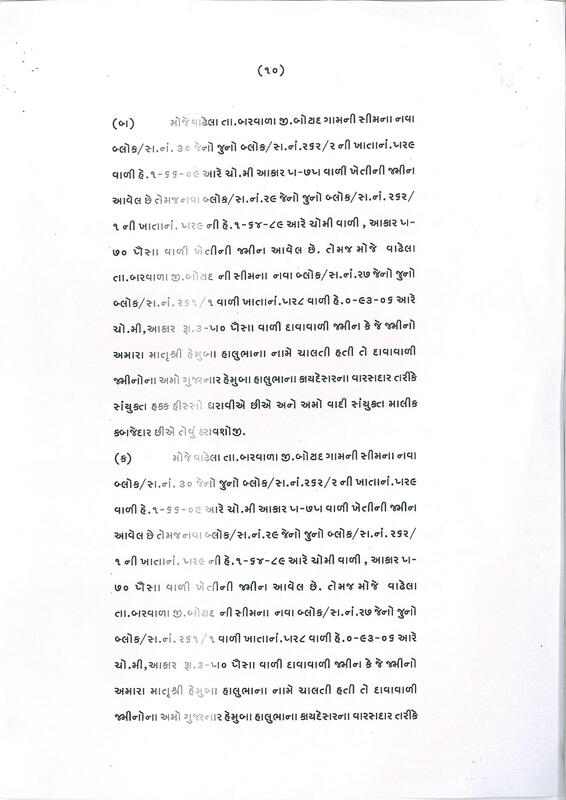 (૧૦)
(બ) મોજે વાઢેલા તા.બરવાળા જી.બોટાદ ગામની સીમના નવા
બ્લોક/સ.નં. ૩૦ જેનો જુનો બ્લોક/સ.નં.૨૬૨/૨ ની ખાતાનં.૫૨૯
વાળી હે.૧-૬૬-૦૯ આરે ચો.મી આકાર ૫-૭૫ વાળી ખેતીની જમીન
આવેલ છે તેમજ નવા બ્લોક/સ.નં.૨૯ જેનો જુનો બ્લોક/સ.નં. ૨૬૨/
૧ ની ખાતાનં. ૫૨૯ ની હે.૧-૬૪-૮૯ આરે ચોમી વાળી , આકાર ૫-
૭૦ પૈસા વાળી ખેતીની જમીન આવેલ છે. તેમજ મોજે વાઢેલા
તા.બરવાળા જી.બોટાદ ની સીમના નવા બ્લોક/સ.નં.૨૭ જેનો જુનો
બ્લોક/સ.નં. ૨૬૧/૧ વાળી ખાતાનં.૫૨૮ વાળી હે.૦-૯૩-૦૬ આરે
ચો.મી,આકાર રૂા.૩-૫૦ પૈસા વાળી દાવાવાળી જમીન કે જે જમીનો
અમારા માતૃશ્રી હેમુબા હાલુભાના નામે ચાલતી હતી તે દાવાવાળી
જમીનોના અમો ગુજરનાર હેમુબા હાલુભાના કાયદેસરના વારસદાર તરીકે
સંયુક્ત હકક હીસ્સો ધરાવીએ છીએ અને અમો વાદી સંયુક્ત માલીક
કબજેદાર છીએ તેવું ઠરાવશોજી.
(ક) મોજે વાઢેલા તા.બરવાળા જી.બોટાદ ગામની સીમના નવા
બ્લોક/સ.નં. ૩૦ જેનો જુનો બ્લોક/સ.નં.૨૬૨/૨ ની ખાતાનં.૫૨૯
વાળી હે.૧-૬૬-૦૯ આરે ચો.મી આકાર ૫-૭૫ વાળી ખેતીની જમીન
આવેલ છે તેમજ નવા બ્લોક/સ.નં.૨૯ જેનો જુનો બ્લોક/સ.નં. ૨૬૨/
૧ ની ખાતાનં. ૫૨૯ ની હે.૧-૬૪-૮૯ આરે ચોમી વાળી , આકાર ૫-
૭૦ પૈસા વાળી ખેતીની જમીન આવેલ છે. તેમજ મોજે વાઢેલા
તા.બરવાળા જી.બોટાદ ની સીમના નવા બ્લોક/સ.નં.૨૭ જેનો જુનો
બ્લોક/સ.નં. ૨૬૧/૧ વાળી ખાતાનં.૫૨૮ વાળી હે.૦-૯૩-૦૬ આરે
ચો.મી,આકાર રૂા.૩-૫૦ પૈસા વાળી દાવાવાળી જમીન કે જે જમીનો
અમારા માતૃશ્રી હેમુબા હાલુભાના નામે ચાલતી હતી તે દાવાવાળી
જમીનોના અમો ગુજરનાર હેમુબા હાલુભાના કાયદેસરના વારસદાર તરીકે